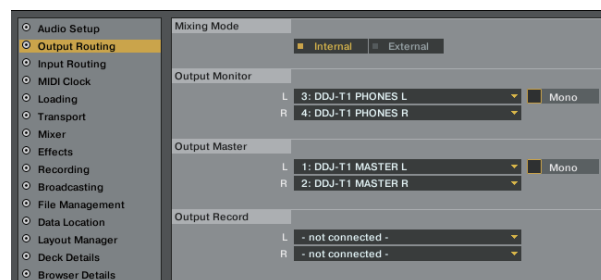 Audio Setup
Output Routing
Input Routing
MIDI Clock
Loading
Transport
Mixer
Effects
Recording
Broadcasting
File Management
Data Location
Layout Manager
Deck Details
Browser Details
Mixing Mode
Internal External
Output Monitor
L 3: DDJ-T1 PHONES L Mono
R 4: DDJ-T1 PHONES R
Output Master
L 1: DDJ-T1 MASTER L Mono
R 2: DDJ-T1 MASTER R
Output Record
L - not connected -
R - not connected -